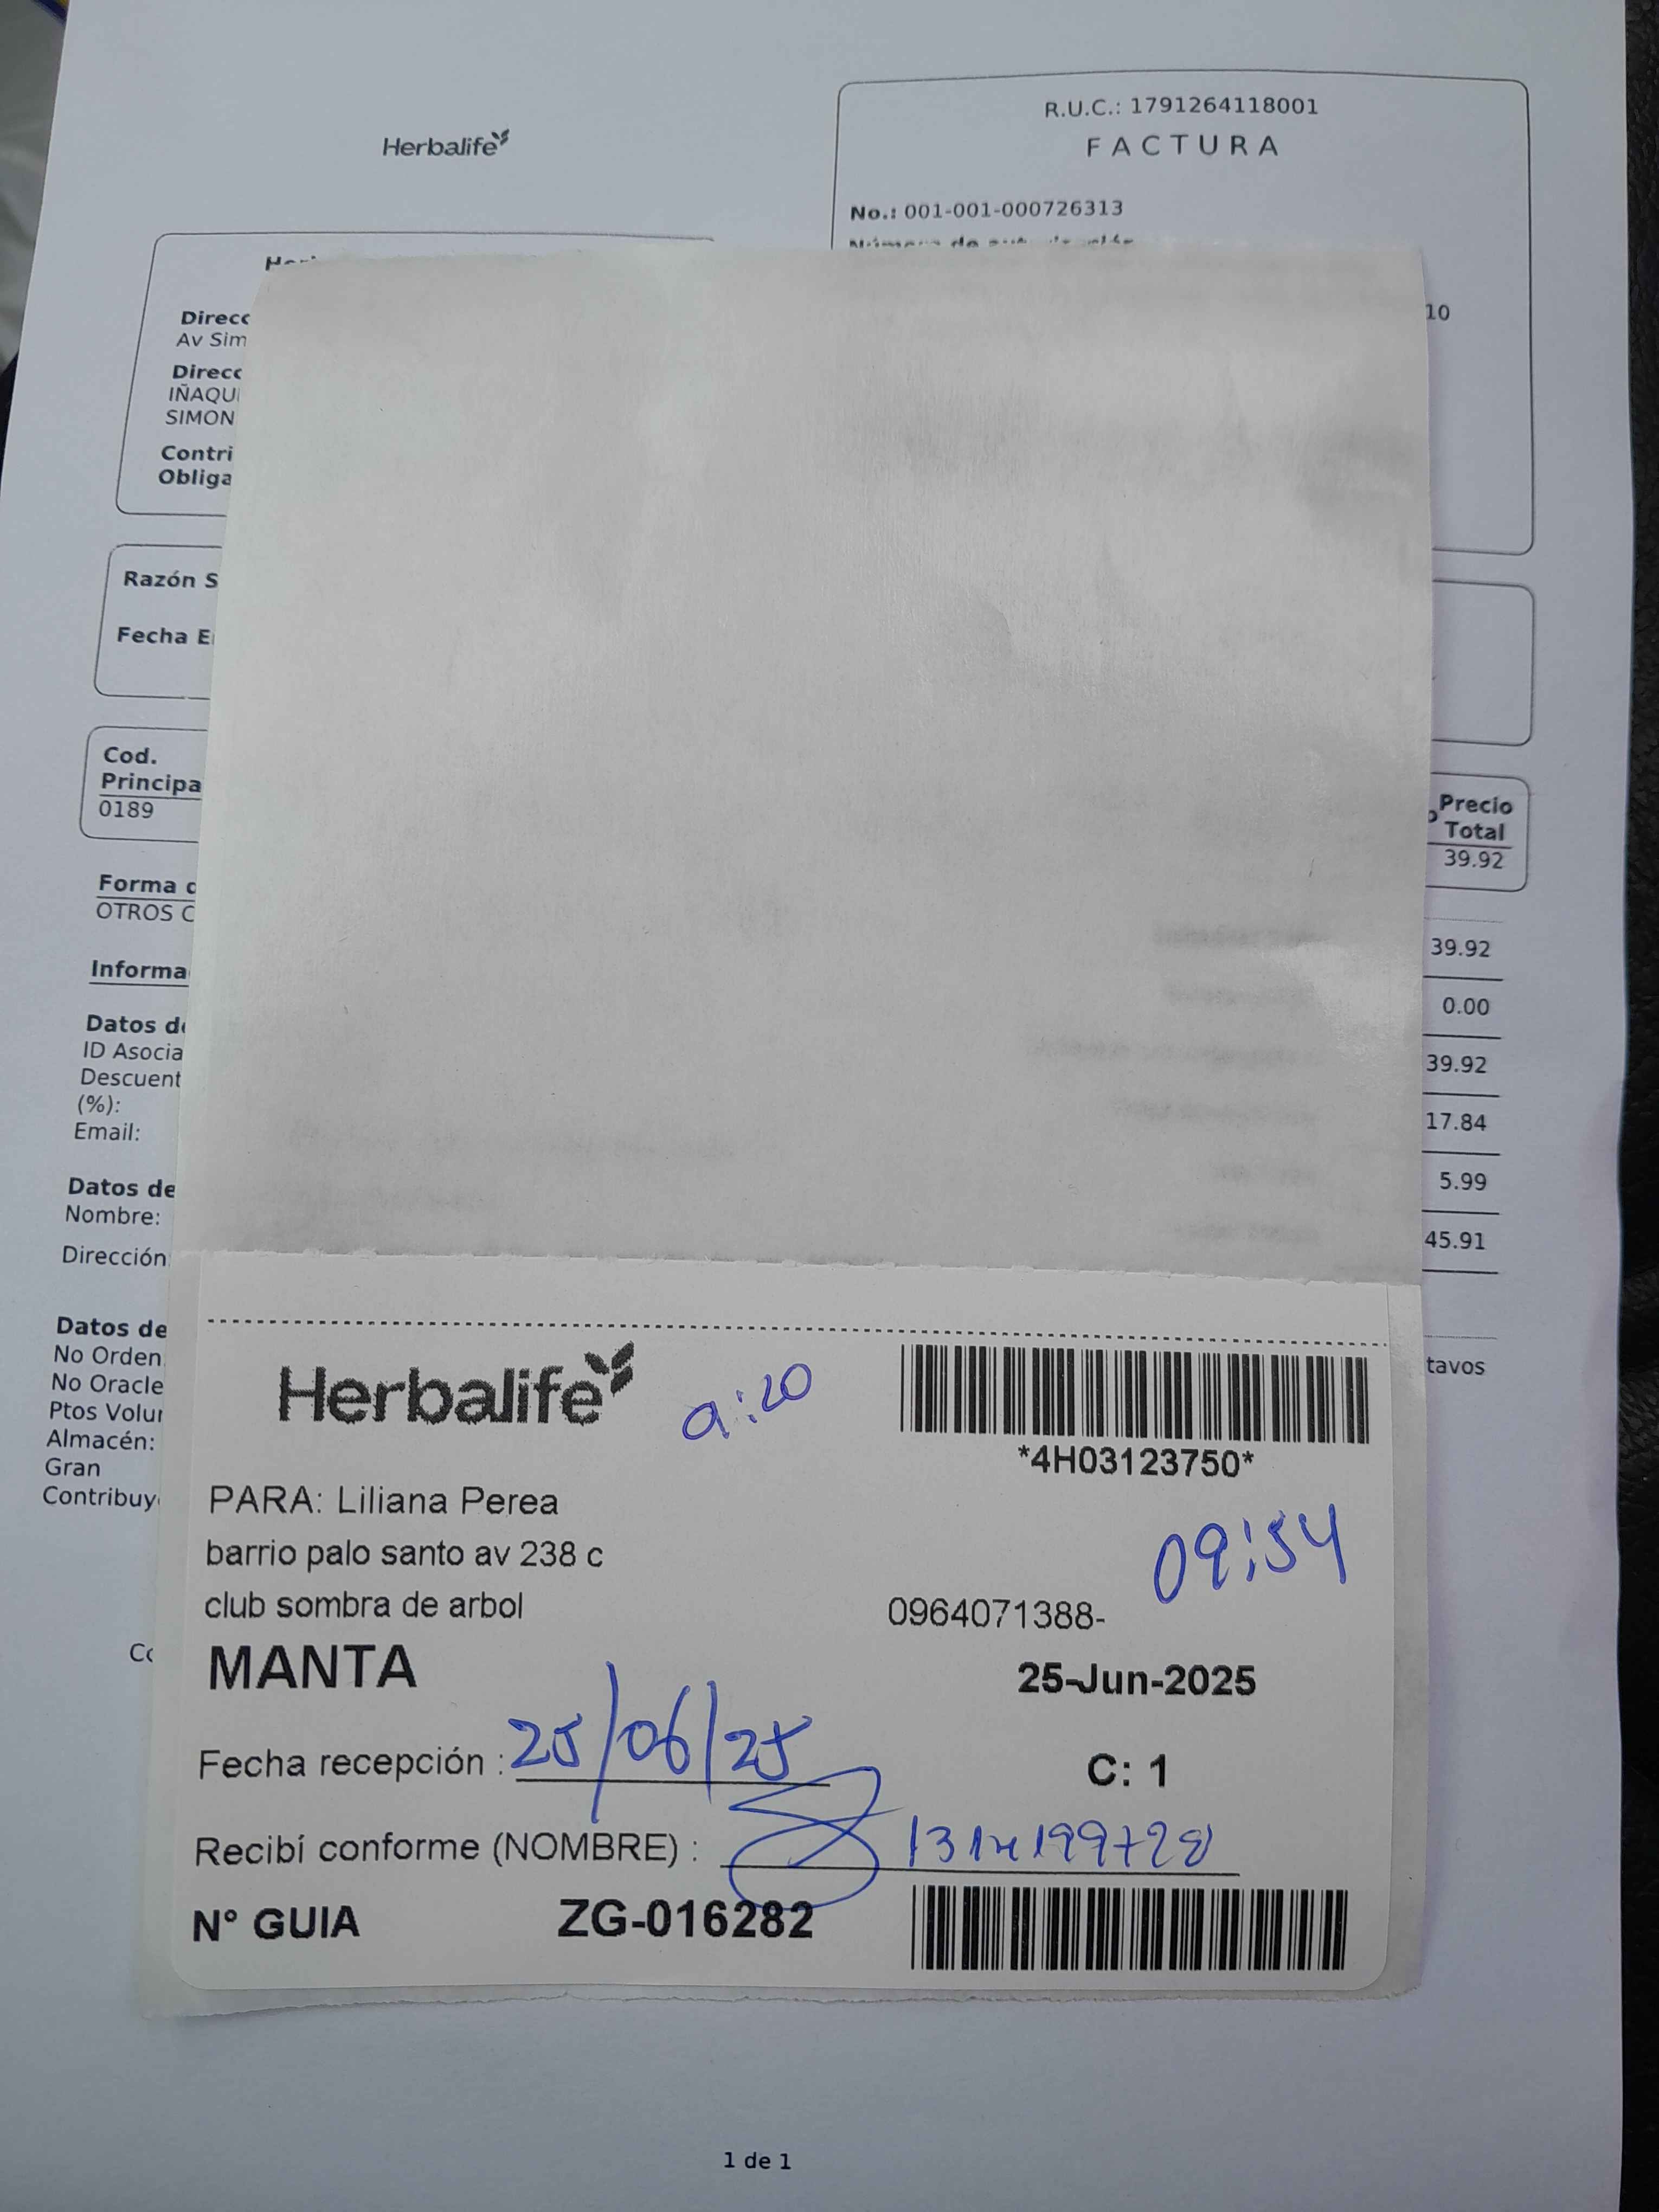 Herbalife
R.U.C.: 1791264118001
FACTURA
No.: 001-001-000726313
10
Av Sim
IÑAQU
SIMON
Contri
Obliga
Razón S
Fecha E
Cod.
Principa
0189
Precio
Total
39.92
Forma
OTROS C
39.92
Informa
0.00
Datos de
ID Asocia
39.92
Descuent
(%):
17.84
Email:
5.99
Datos de
Nombre:
45.91
Dirección
Datos de
No Orden
tavos
No Oracle
Ptos Volu
Almacén:
Gran
Contribuy
Herbalife
9:20
*4H03123750*
PARA: Liliana Perea
09:54
barrio palo santo av 238 c
club sombra de arbol
0964071388-
MANTA
25-Jun-2025
Fecha recepción : 25/06/25
C: 1
Recibí conforme (NOMBRE) :
N° GUIA ZG-016282
1 de 1